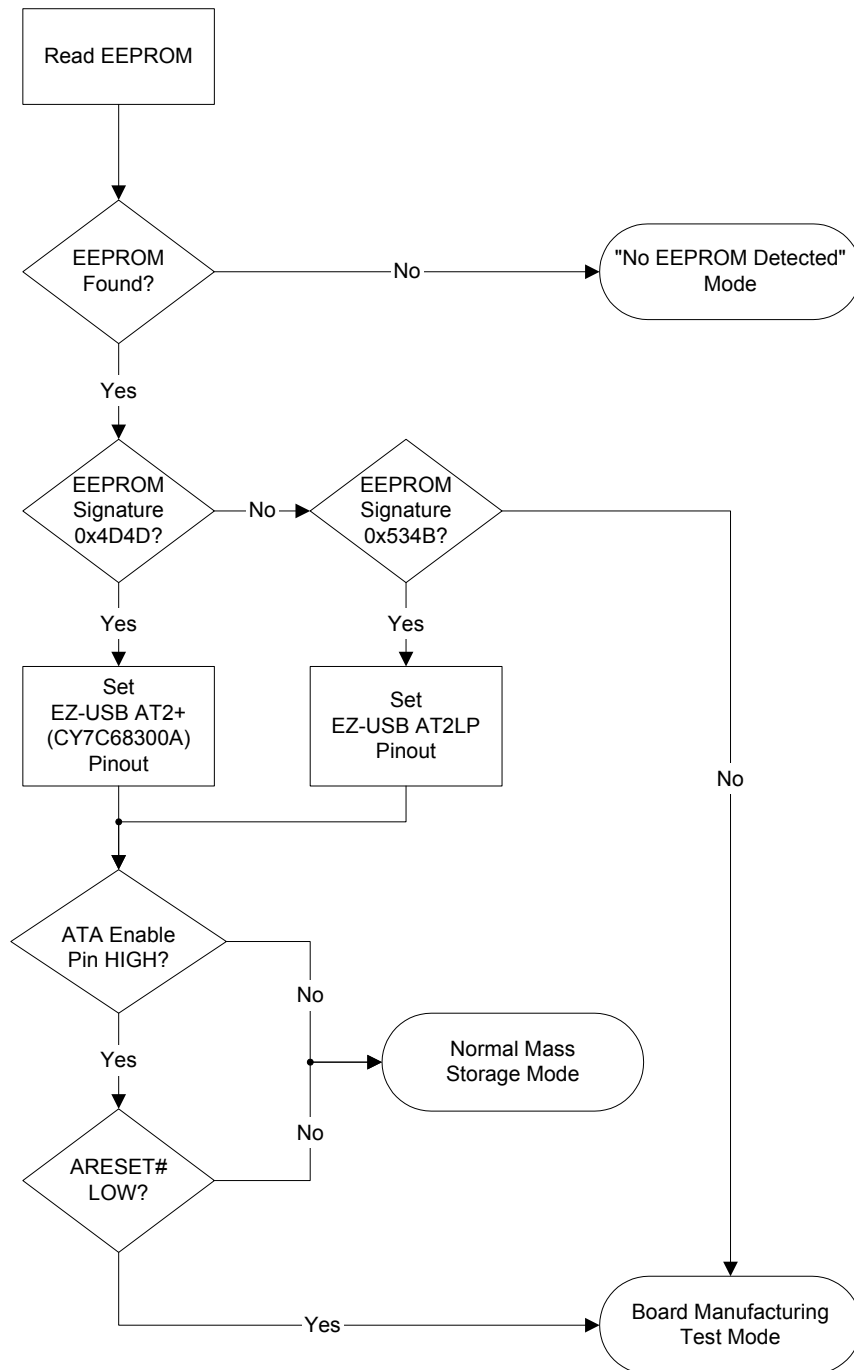 Read EEPROM
EEPROM
Found?
No
"No EEPROM Detected"
Mode
Yes
EEPROM
Signature
0x4D4D?
No
EEPROM
Signature
0x534B?
Yes
Yes
Set
EZ-USB AT2+
(CY7C68300A)
Pinout
Set
EZ-USB AT2LP
Pinout
No
ATA Enable
Pin HIGH?
No
Yes
Normal Mass
Storage Mode
No
ARESET#
LOW?
Yes
Board Manufacturing
Test Mode